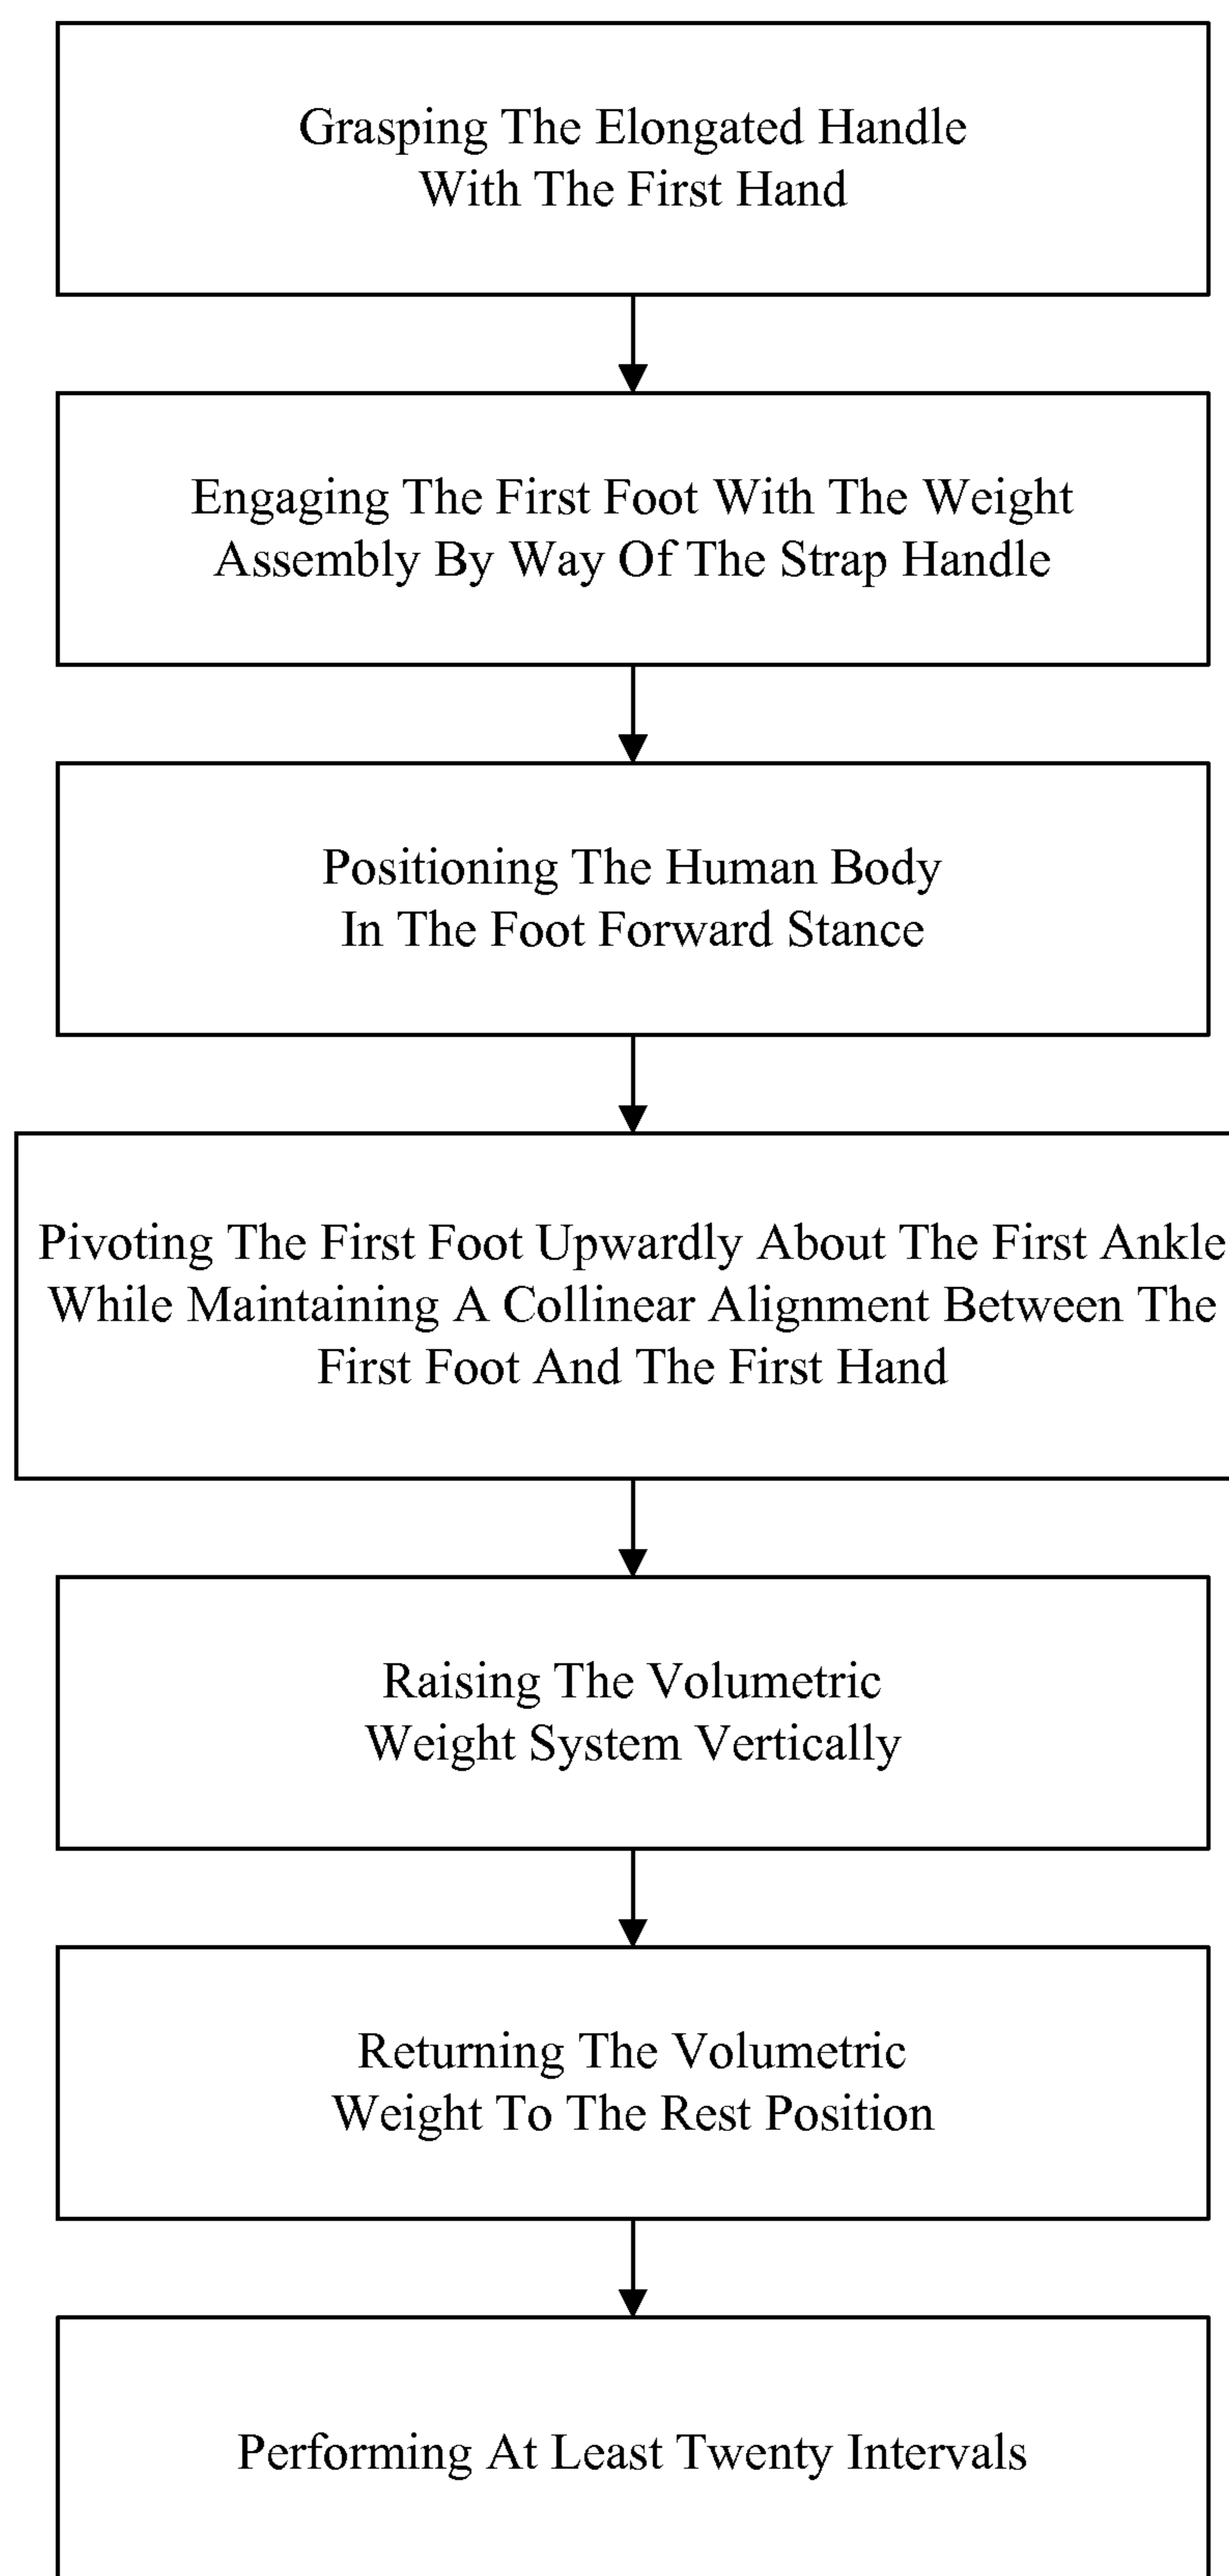 Grasping The Elongated Handle
With The First Hand
Engaging The First Foot With The Weight
Assembly By Way Of The Strap Handle
Positioning The Human Body
In The Foot Forward Stance
Pivoting The First Foot Upwardly About The First Ankle
While Maintaining A Collinear Alignment Between The
First Foot And The First Hand
Raising The Volumetric
Weight System Vertically
Returning The Volumetric
Weight To The Rest Position
Performing At Least Twenty Intervals